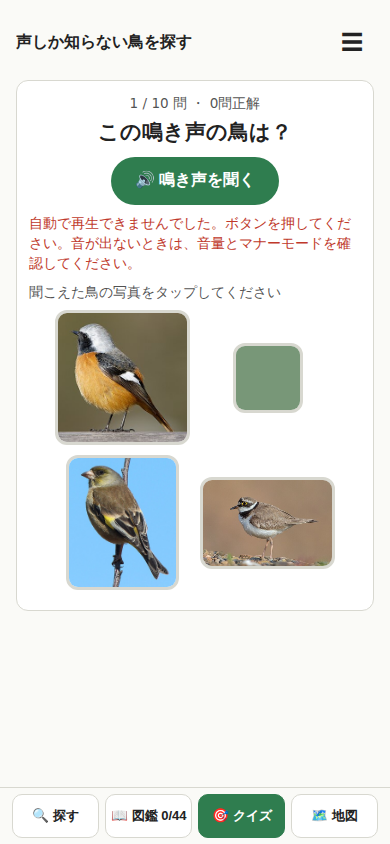 声しか知らない鳥を探す
1 / 10 問 ・ 0問正解
この鳴き声の鳥は？
🔊 鳴き声を聞く
自動で再生できませんでした。ボタンを押してくだ
さい。音が出ないときは、音量とマナーモードを確
認してください。
聞こえた鳥の写真をタップしてください
🔍 探す
📖 図鑑 0/44
🎯 クイズ
🗺️ 地図